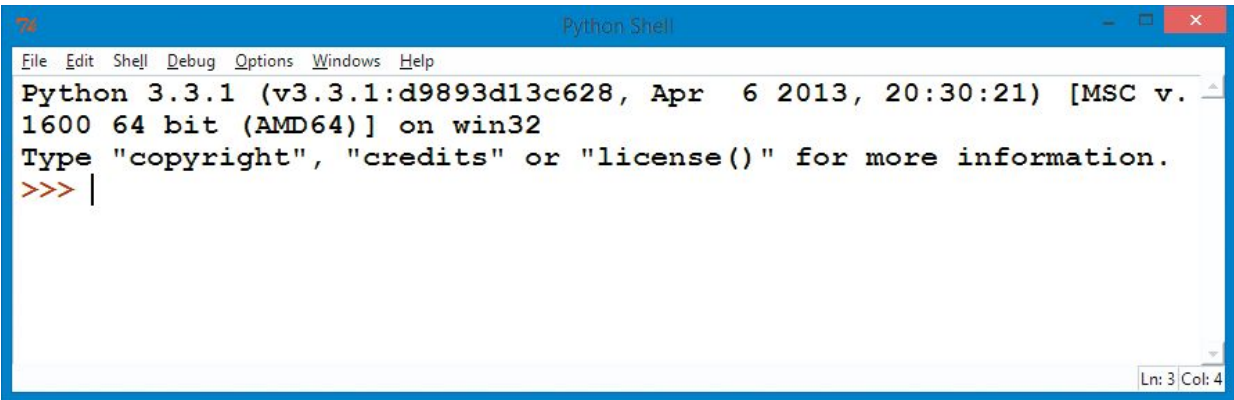 Python Shell
File Edit Shell Debug Options Windows Help
Python 3.3.1 (v3.3.1:d9893d13c628, Apr  6 2013, 20:30:21) [MSC v.
1600 64 bit (AMD64)] on win32
Type "copyright", "credits" or "license()" for more information.
>>>
Ln: 3 Col: 4